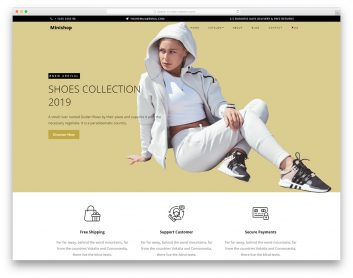 Minishop
HOME
ABOUT
BLOG
CONTACT
#NEW ARRIVAL
SHOES COLLECTION
2019
A small river named Duden flows by their place and supplies it with the
necessary regelialia. It is a paradisematic country.
Discover Now
Free Shipping
Support Customer
Secure Payments
Far far away, behind the word mountains, far
Far far away, behind the word mountains, far
Far far away, behind the word mountains, far
from the countries Vokalia and Consonantia,
from the countries Vokalia and Consonantia,
from the countries Vokalia and Consonantia,
there live the blind texts.
there live the blind texts.
there live the blind texts.